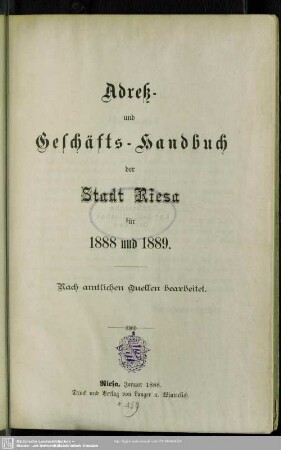 Adreß-
und
Geschäfts-Handbuch
der
Stadt Riesa
für
1888 und 1889.
Nach amtlichen Quellen bearbeitet.
Riesa, Januar 1888.
Druck und Verlag von Langer u. Winterlich.